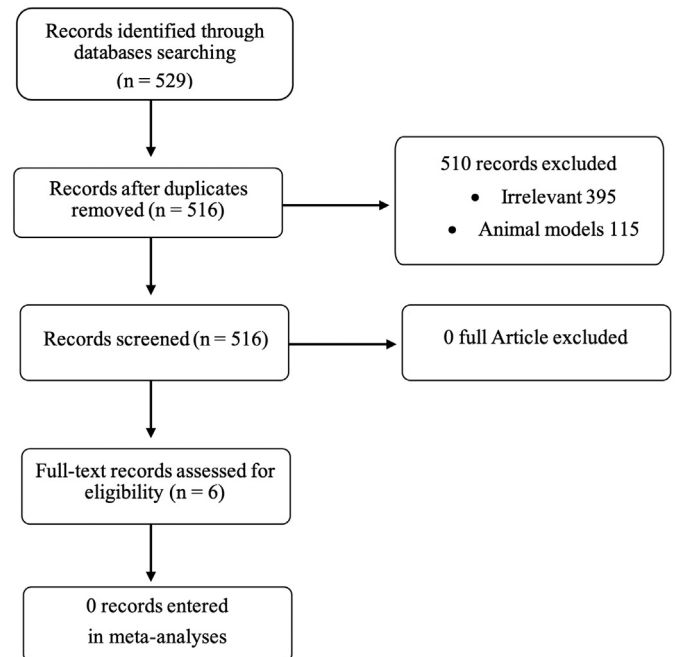 Records identified through
databases searching
(n = 529)
Records after duplicates
removed (n = 516)
510 records excluded
• Irrelevant 395
• Animal models 115
Records screened (n = 516)
0 full Article excluded
Full-text records assessed for
eligibility (n = 6)
0 records entered
in meta-analyses